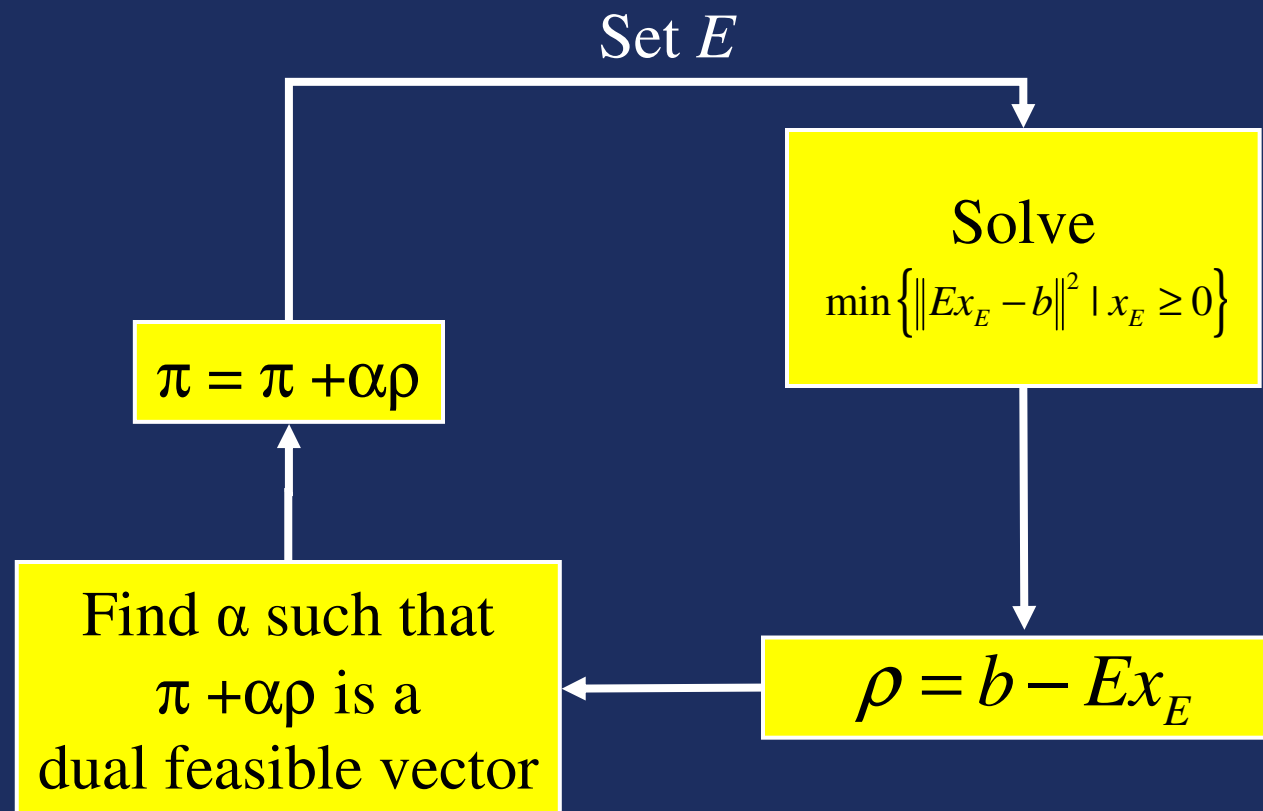 Set E
Solve
min{‖Ex_E − b‖² | x_E ≥ 0}
ρ = b − Ex_E
Find α such that
π +αρ is a
dual feasible vector
π = π +αρ